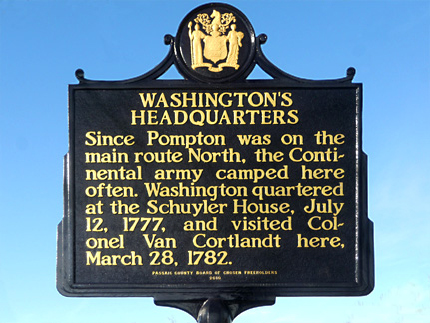 WASHINGTON'S
HEADQUARTERS
Since Pompton was on the
main route North, the Conti-
nental army camped here
often. Washington quartered
at the Schuyler House, July
12, 1777, and visited Col-
onel Van Cortlandt here,
March 28, 1782.
PASSAIC COUNTY BOARD OF CHOSEN FREEHOLDERS